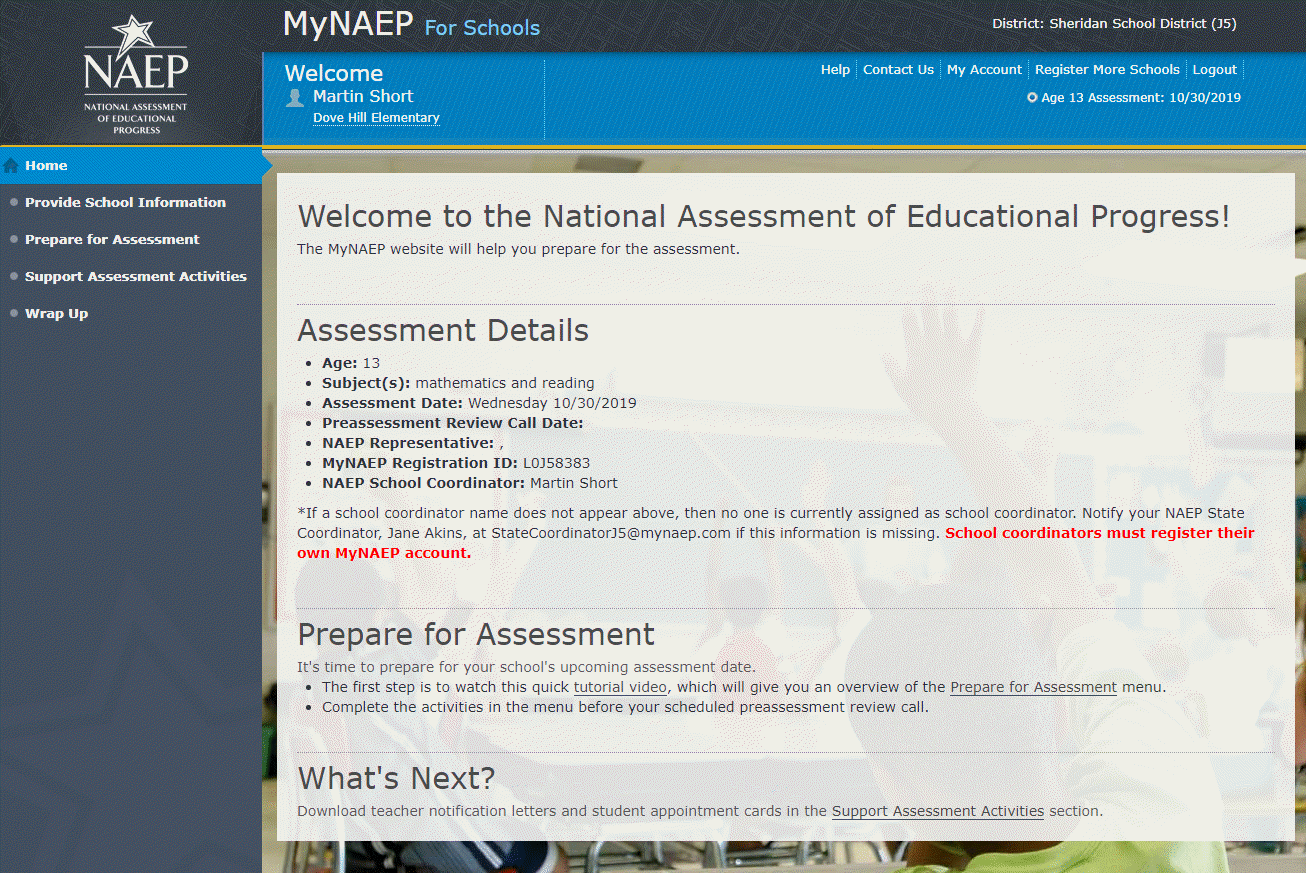 NAEP
NATIONAL ASSESSMENT
OF EDUCATIONAL
PROGRESS
MyNAEP For Schools
District: Sheridan School District (J5)
Welcome
Martin Short
Dove Hill Elementary
Help Contact Us My Account Register More Schools Logout
Age 13 Assessment: 10/30/2019
Home
Provide School Information
Prepare for Assessment
Support Assessment Activities
Wrap Up
Welcome to the National Assessment of Educational Progress!
The MyNAEP website will help you prepare for the assessment.
Assessment Details
• Age: 13
• Subject(s): mathematics and reading
• Assessment Date: Wednesday 10/30/2019
• Preassessment Review Call Date:
• NAEP Representative: ,
• MyNAEP Registration ID: L0J58383
• NAEP School Coordinator: Martin Short
*If a school coordinator name does not appear above, then no one is currently assigned as school coordinator. Notify your NAEP State
Coordinator, Jane Akins, at StateCoordinatorJ5@mynaep.com if this information is missing. School coordinators must register their
own MyNAEP account.
Prepare for Assessment
It's time to prepare for your school's upcoming assessment date.
• The first step is to watch this quick tutorial video, which will give you an overview of the Prepare for Assessment menu.
• Complete the activities in the menu before your scheduled preassessment review call.
What's Next?
Download teacher notification letters and student appointment cards in the Support Assessment Activities section.